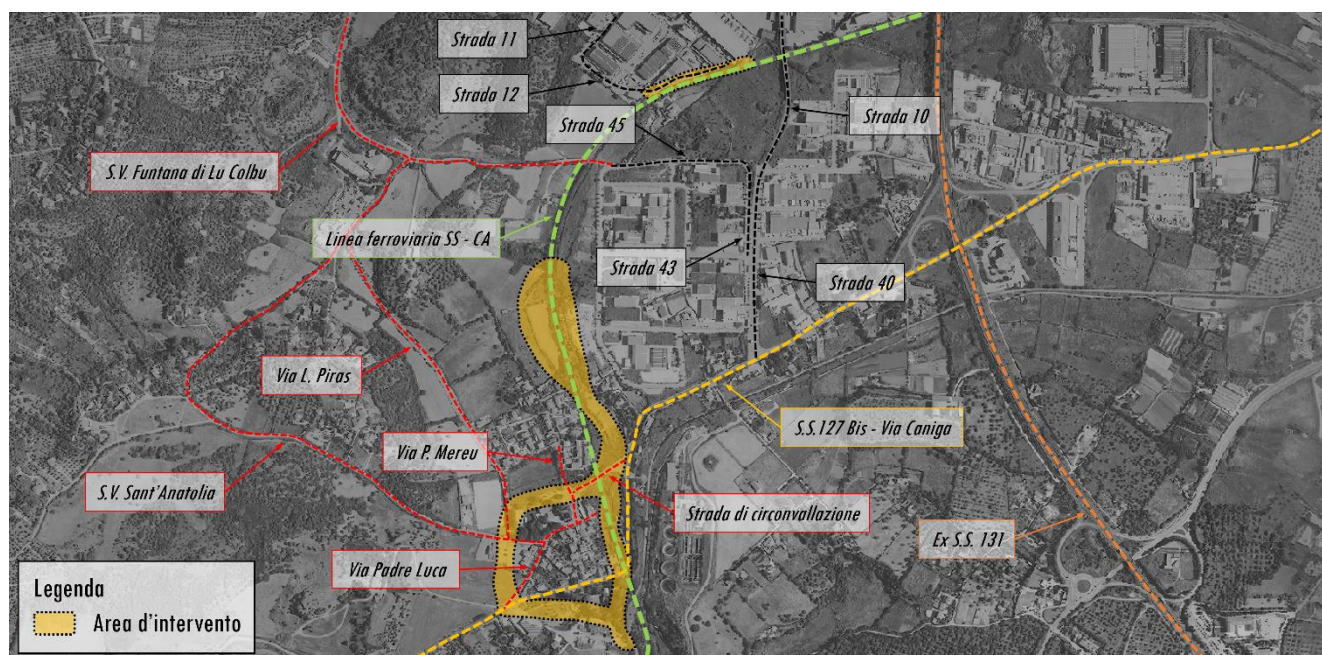 Strada 11
Strada 12
Strada 45
Strada 10
S.V. Funtana di Lu Colbu
Linea ferroviaria SS - CA
Strada 43
Strada 40
Via L. Piras
S.S.127 Bis - Via Caniga
Via P. Mereu
S.V. Sant'Anatolia
Strada di circonvallazione
Ex S.S. 131
Via Padre Luca
Legenda
Area d'intervento